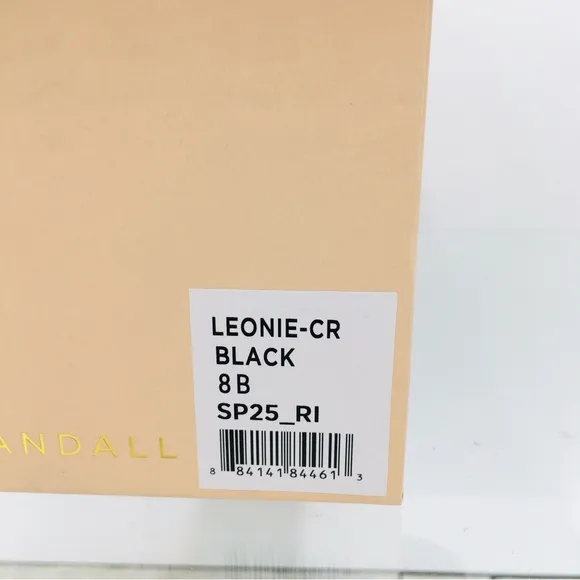 LEONIE-CR
BLACK
8 B
SP25_RI
8 84141 84461 3
ANDALL